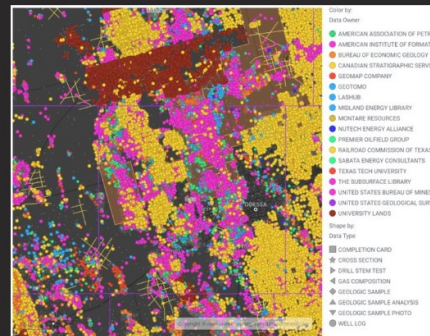 Color by:
Data Owner
AMERICAN ASSOCIATION OF PETR
AMERICAN INSTITUTE OF FORMAT
BUREAU OF ECONOMIC GEOLOGY
CANADIAN STRATIGRAPHIC SERVI
GEOMAP COMPANY
GEOTOMO
LASHUB
MIDLAND ENERGY LIBRARY
MONTARE RESOURCES
NUTECH ENERGY ALLIANCE
PREMIER OILFIELD GROUP
RAILROAD COMMISSION OF TEXAS
SABATA ENERGY CONSULTANTS
TEXAS TECH UNIVERSITY
THE SUBSURFACE LIBRARY
UNITED STATES BUREAU OF MINES
UNITED STATES GEOLOGICAL SUR
UNIVERSITY LANDS
ODESSA
Shape by:
Data Type
COMPLETION CARD
CROSS SECTION
DRILL STEM TEST
GAS COMPOSITION
GEOLOGIC SAMPLE
GEOLOGIC SAMPLE ANALYSIS
GEOLOGIC SAMPLE PHOTO
WELL LOG